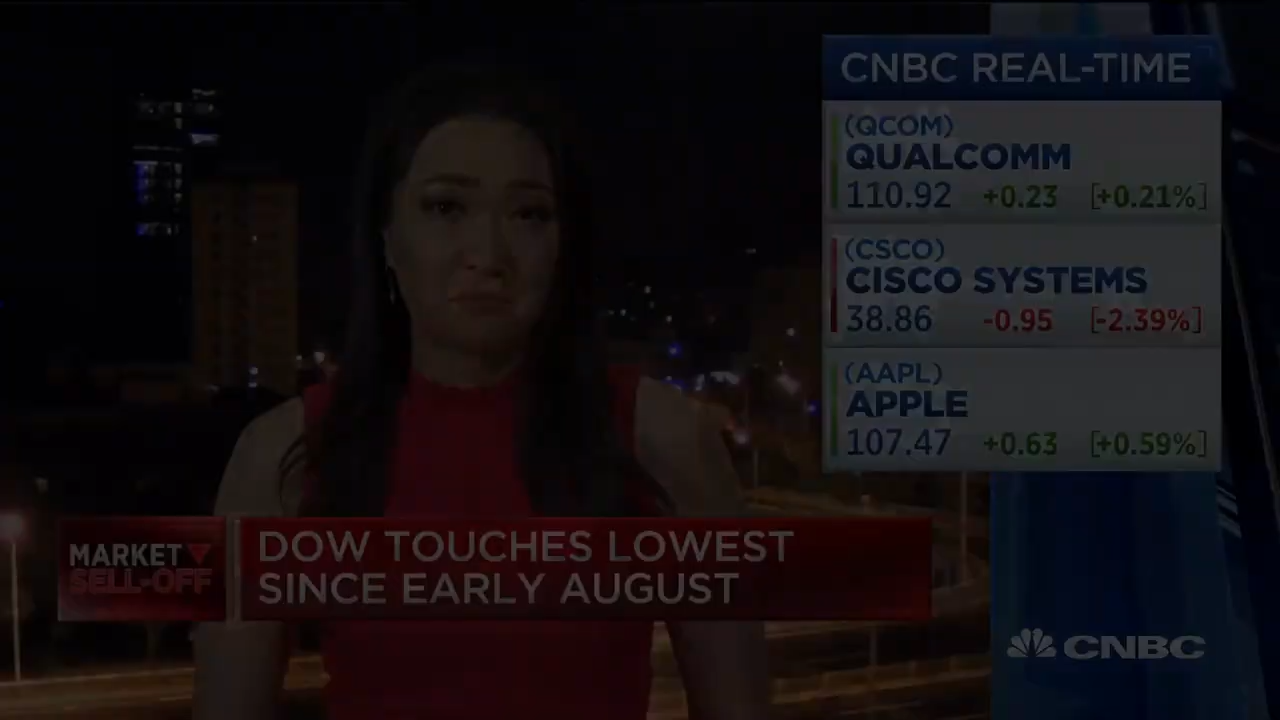 CNBC REAL-TIME
(QCOM)
QUALCOMM
110.92 +0.23 [+0.21%]
(CSCO)
CISCO SYSTEMS
38.86 -0.95 [-2.39%]
(AAPL)
APPLE
107.47 +0.63 [+0.59%]
MARKET
SELL-OFF
DOW TOUCHES LOWEST
SINCE EARLY AUGUST
CNBC